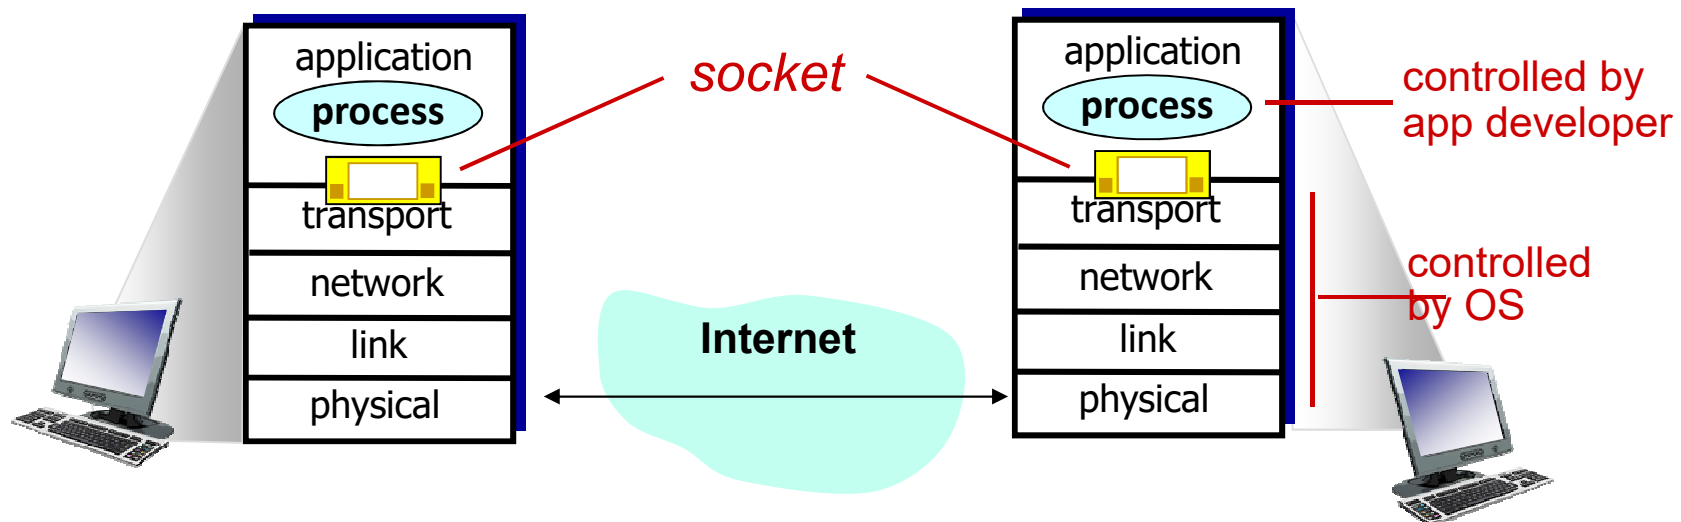 application
process
transport
network
link
physical
socket
Internet
application
process
transport
network
link
physical
controlled by
app developer
controlled
by OS